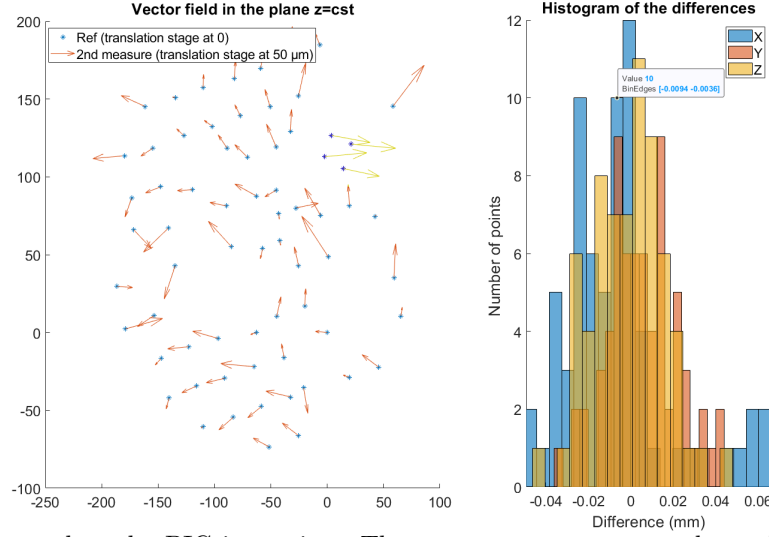 Vector field in the plane z=cst
Ref (translation stage at 0)
2nd measure (translation stage at 50 µm)
200
150
100
50
0
-50
-100
-250
-200
-150
-100
-50
0
50
100
Histogram of the differences
X
Y
Z
Value 10
BinEdges [-0.0094 -0.0036]
Number of points
12
10
8
6
4
2
0
-0.04
-0.02
0
0.02
0.04
0.06
Difference (mm)